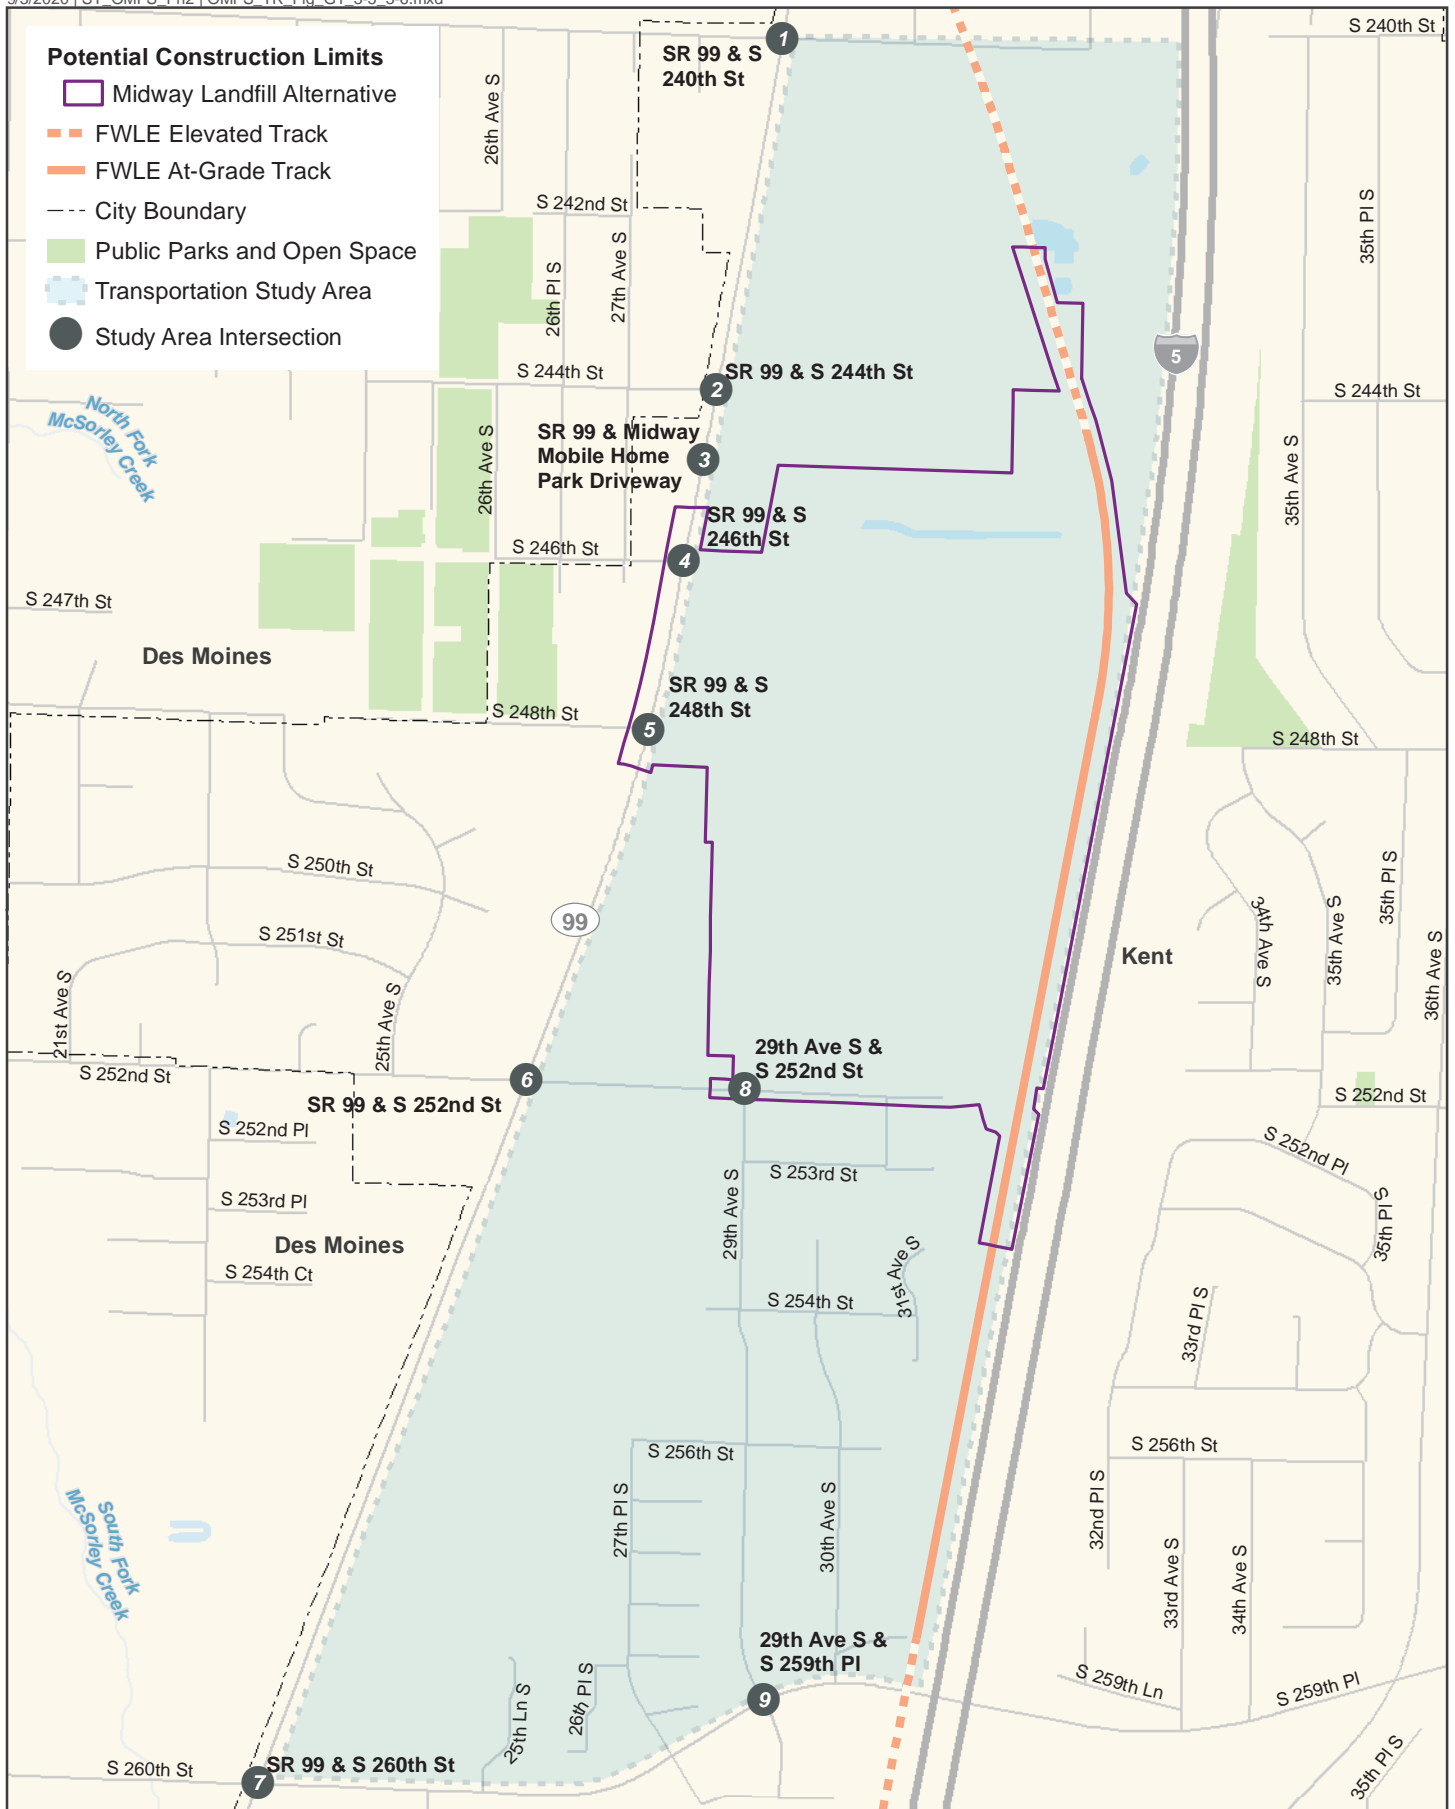 9/3/2020 | ST_OMFS_Ph2 | OMFS_TR_Fig_G1_3-5_3-6.mxd
Potential Construction Limits
Midway Landfill Alternative
FWLE Elevated Track
FWLE At-Grade Track
City Boundary
Public Parks and Open Space
Transportation Study Area
Study Area Intersection
1
SR 99 & S
240th St
S 240th St
26th Ave S
S 242nd St
26th Pl S
27th Ave S
35th Pl S
5
S 244th St
2
SR 99 & S 244th St
S 244th St
North Fork
McSorley Creek
26th Ave S
SR 99 & Midway
Mobile Home
Park Driveway
3
35th Ave S
SR 99 & S
246th St
S 246th St
4
S 247th St
Des Moines
SR 99 & S
248th St
S 248th St
5
S 248th St
S 250th St
35th Pl S
99
34th Ave S
35th Ave S
S 251st St
Kent
36th Ave S
21st Ave S
25th Ave S
29th Ave S &
S 252nd St
S 252nd St
6
8
SR 99 & S 252nd St
S 252nd St
S 252nd Pl
S 252nd Pl
S 253rd St
29th Ave S
S 253rd Pl
35th Pl S
Des Moines
S 254th Ct
31st Ave S
S 254th St
33rd Pl S
S 256th St
S 256th St
27th Pl S
30th Ave S
32nd Pl S
33rd Ave S
34th Ave S
South Fork
McSorley Creek
29th Ave S &
S 259th Pl
9
S 259th Ln
S 259th Pl
25th Ln S
26th Pl S
S 260th St
7
SR 99 & S 260th St
35th Pl S